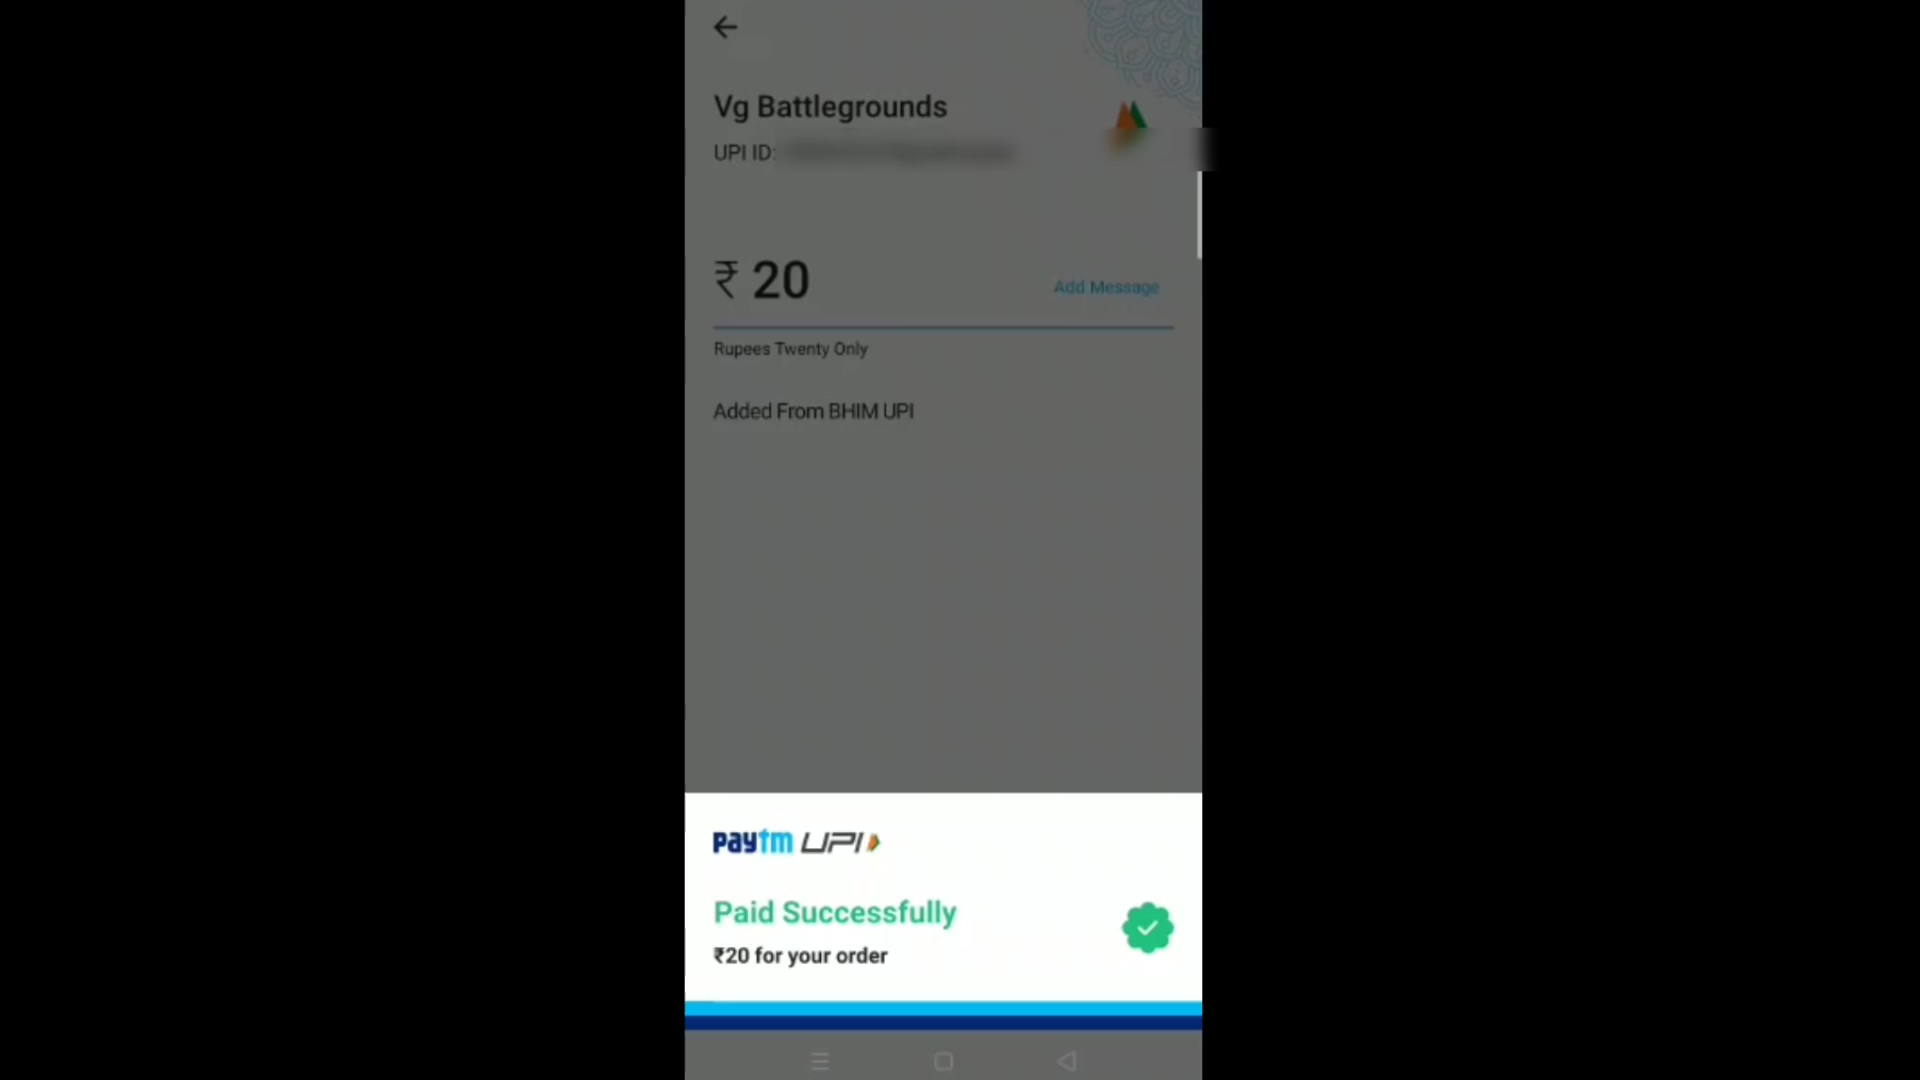 Vg Battlegrounds
UPI ID:
₹ 20
Add Message
Rupees Twenty Only
Added From BHIM UPI
paytm UPI
Paid Successfully
₹20 for your order